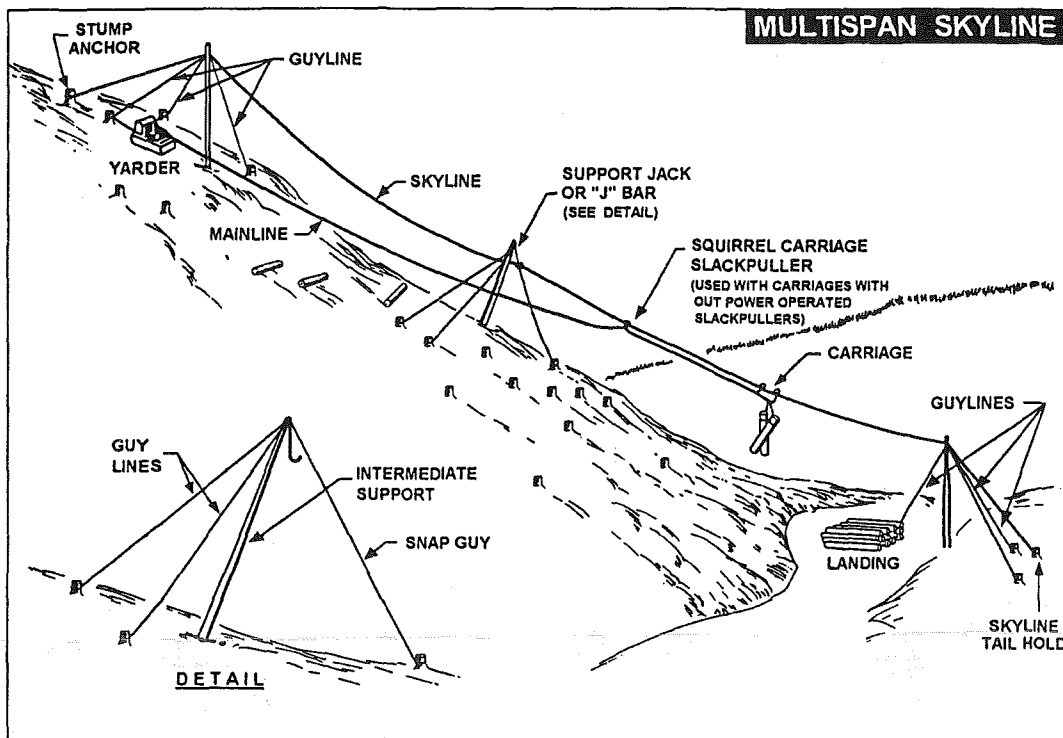 MULTISPAN SKYLINE
STUMP
ANCHOR
GUYLINE
YARDER
SKYLINE
MAINLINE
SUPPORT JACK
OR "J" BAR
(SEE DETAIL)
SQUIRREL CARRIAGE
SLACKPULLER
(USED WITH CARRIAGES WITH
OUT POWER OPERATED
SLACKPULLERS)
CARRIAGE
GUYLINES
GUY
LINES
INTERMEDIATE
SUPPORT
SNAP GUY
LANDING
SKYLINE
TAIL HOLD
DETAIL